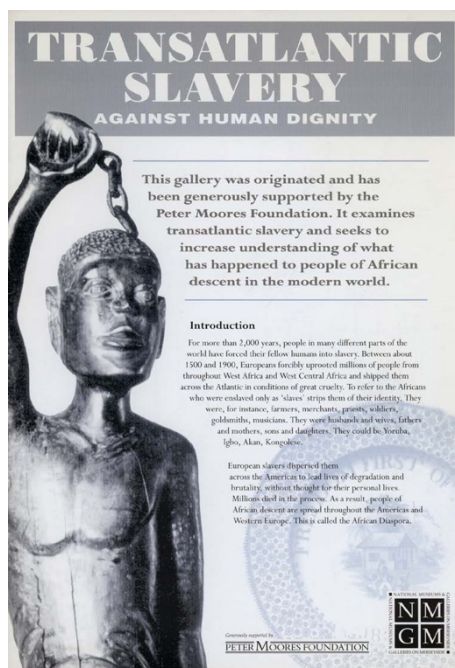 TRANSATLANTIC
SLAVERY
AGAINST HUMAN DIGNITY
This gallery was originated and has
been generously supported by the
Peter Moores Foundation. It examines
transatlantic slavery and seeks to
increase understanding of what
has happened to people of African
descent in the modern world.
Introduction
For more than 2,000 years, people in many different parts of the
world have forced their fellow humans into slavery. Between about
1500 and 1900, Europeans forcibly uprooted millions of people from
throughout West Africa and West Central Africa and shipped them
across the Atlantic in conditions of great cruelty. To refer to the Africans
who were enslaved only as 'slaves' strips them of their identity. They
were, for instance, farmers, merchants, priests, soldiers,
goldsmiths, musicians. They were husbands and wives, fathers
and mothers, sons and daughters. They could be Yoruba,
Igbo, Akan, Kongolese.
European slavers dispersed them
across the Americas to lead lives of degradation and
brutality, without thought for their personal lives.
Millions died in the process. As a result, people of
African descent are spread throughout the Americas and
Western Europe. This is called the African Diaspora.
Generously supported by
PETER MOORES FOUNDATION
NATIONAL MUSEUMS &
GALLERIES ON MERSEYSIDE
NM
GM
NATIONAL MUSEUMS &
GALLERIES ON MERSEYSIDE